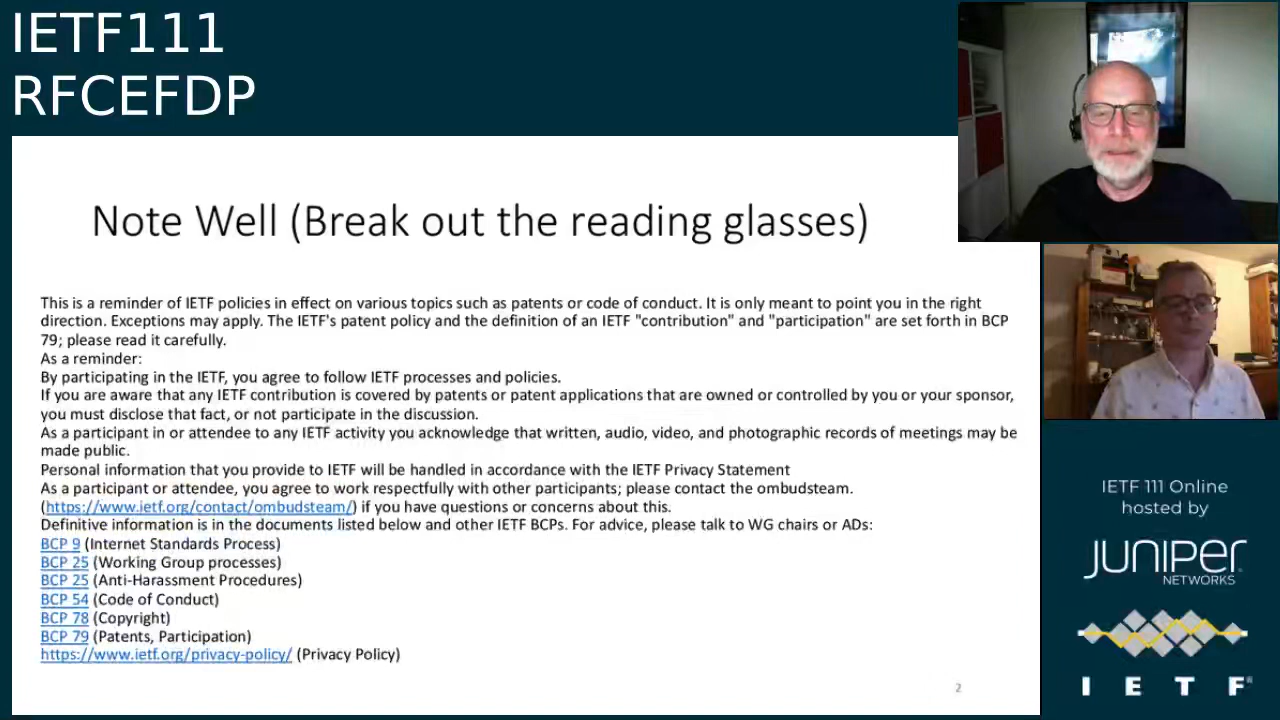 IETF111
RFCEFDP
Note Well (Break out the reading glasses)
This is a reminder of IETF policies in effect on various topics such as patents or code of conduct. It is only meant to point you in the right
direction. Exceptions may apply. The IETF's patent policy and the definition of an IETF "contribution" and "participation" are set forth in BCP
79; please read it carefully.
As a reminder:
By participating in the IETF, you agree to follow IETF processes and policies.
If you are aware that any IETF contribution is covered by patents or patent applications that are owned or controlled by you or your sponsor,
you must disclose that fact, or not participate in the discussion.
As a participant in or attendee to any IETF activity you acknowledge that written, audio, video, and photographic records of meetings may be
made public.
Personal information that you provide to IETF will be handled in accordance with the IETF Privacy Statement
As a participant or attendee, you agree to work respectfully with other participants; please contact the ombudsteam.
(https://www.ietf.org/contact/ombudsteam/) if you have questions or concerns about this.
Definitive information is in the documents listed below and other IETF BCPs. For advice, please talk to WG chairs or ADs:
BCP 9 (Internet Standards Process)
BCP 25 (Working Group processes)
BCP 25 (Anti-Harassment Procedures)
BCP 54 (Code of Conduct)
BCP 78 (Copyright)
BCP 79 (Patents, Participation)
https://www.ietf.org/privacy-policy/ (Privacy Policy)
2
IETF 111 Online
hosted by
JUNIPER
NETWORKS
I E T F®